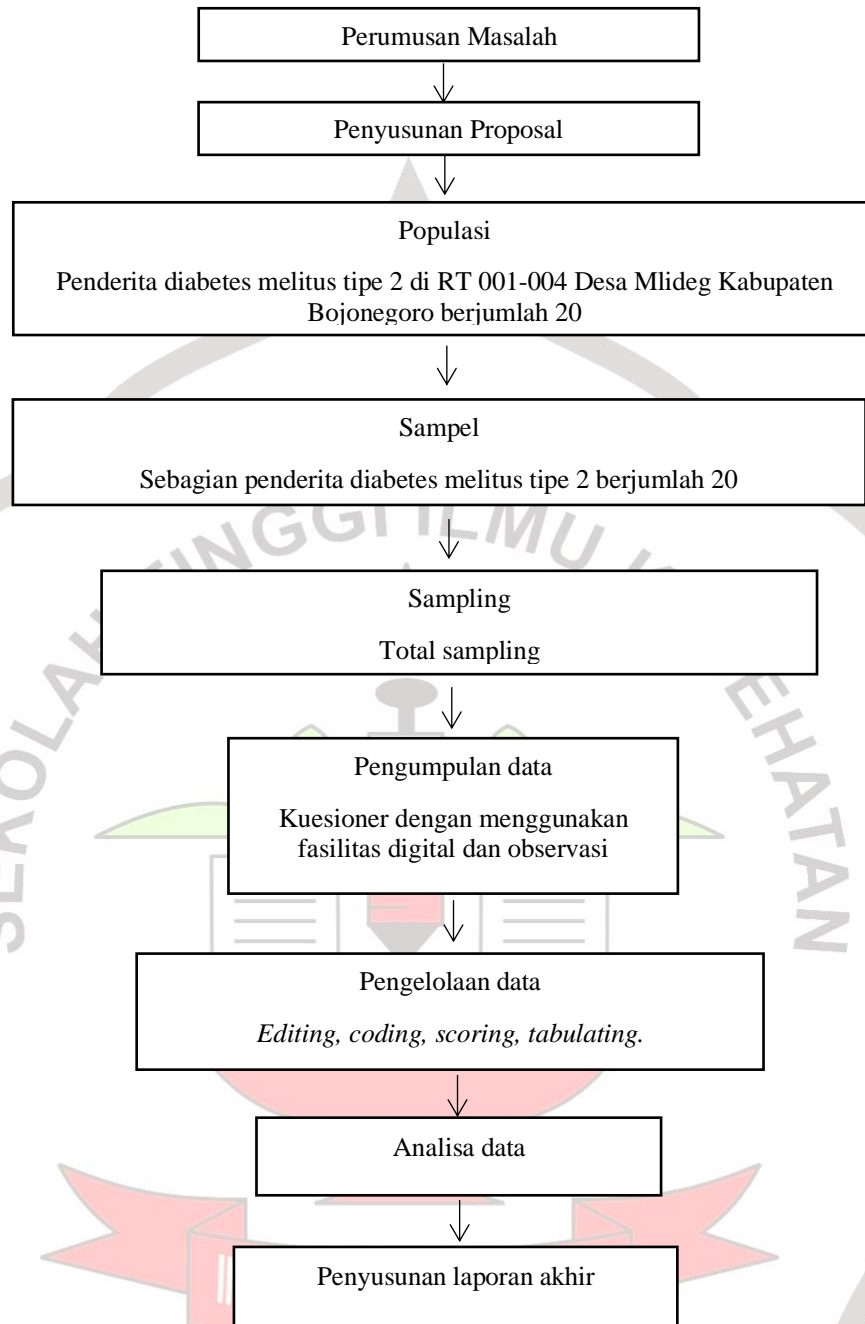 Perumusan Masalah
Penyusunan Proposal
Populasi
Penderita diabetes melitus tipe 2 di RT 001-004 Desa Mlideg Kabupaten
Bojonegoro berjumlah 20
Sampel
Sebagian penderita diabetes melitus tipe 2 berjumlah 20
Sampling
Total sampling
Pengumpulan data
Kuesioner dengan menggunakan
fasilitas digital dan observasi
Pengelolaan data
Editing, coding, scoring, tabulating.
Analisa data
Penyusunan laporan akhir